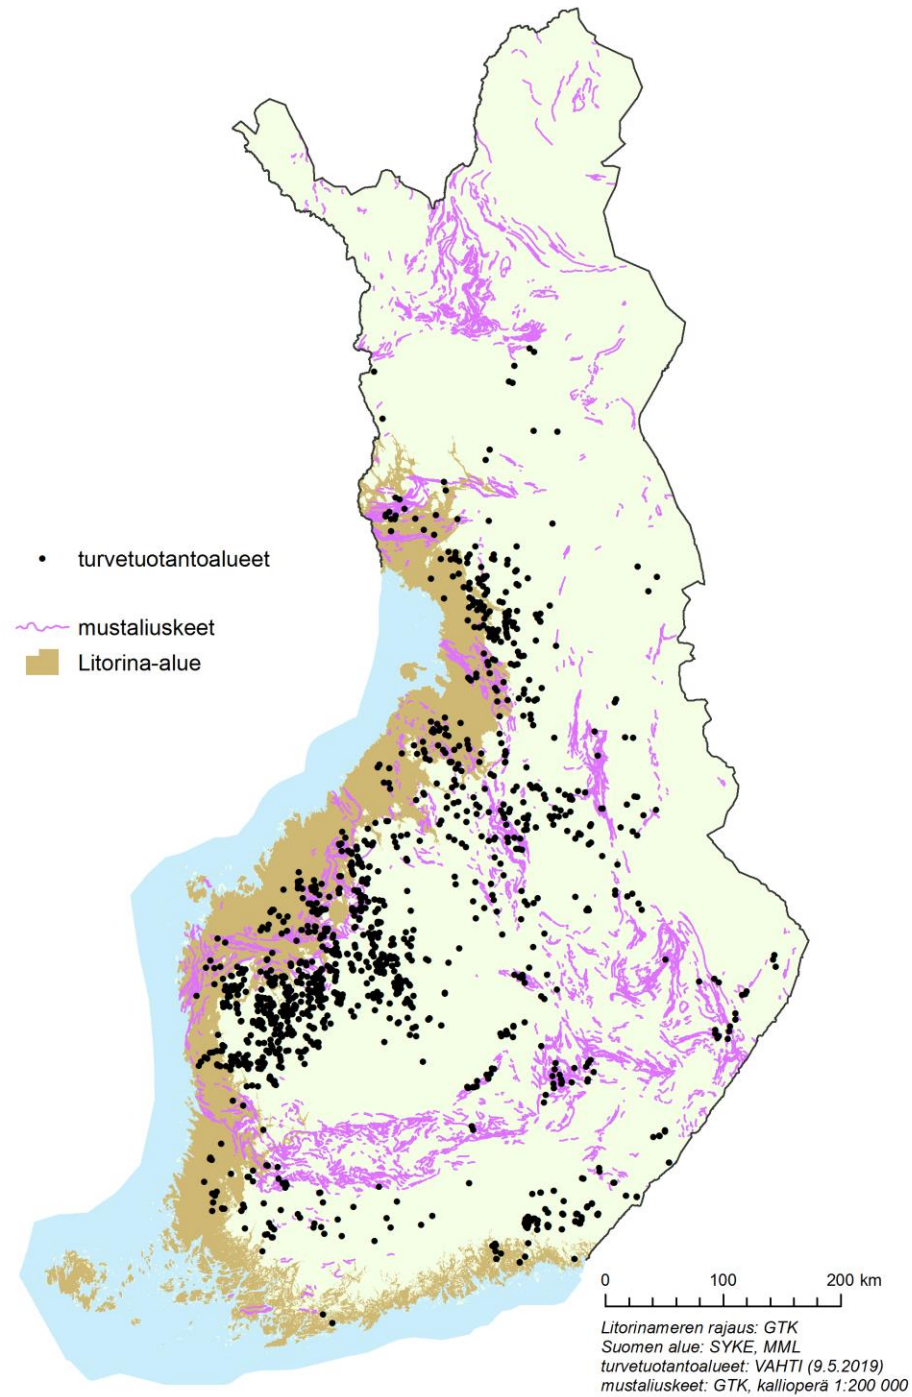 turvetuotantoalueet
mustaliuskeet
Litorina-alue
0 100 200 km
Litorinameren rajaus: GTK
Suomen alue: SYKE, MML
turvetuotantoalueet: VAHTI (9.5.2019)
mustaliuskeet: GTK, kallioperä 1:200 000